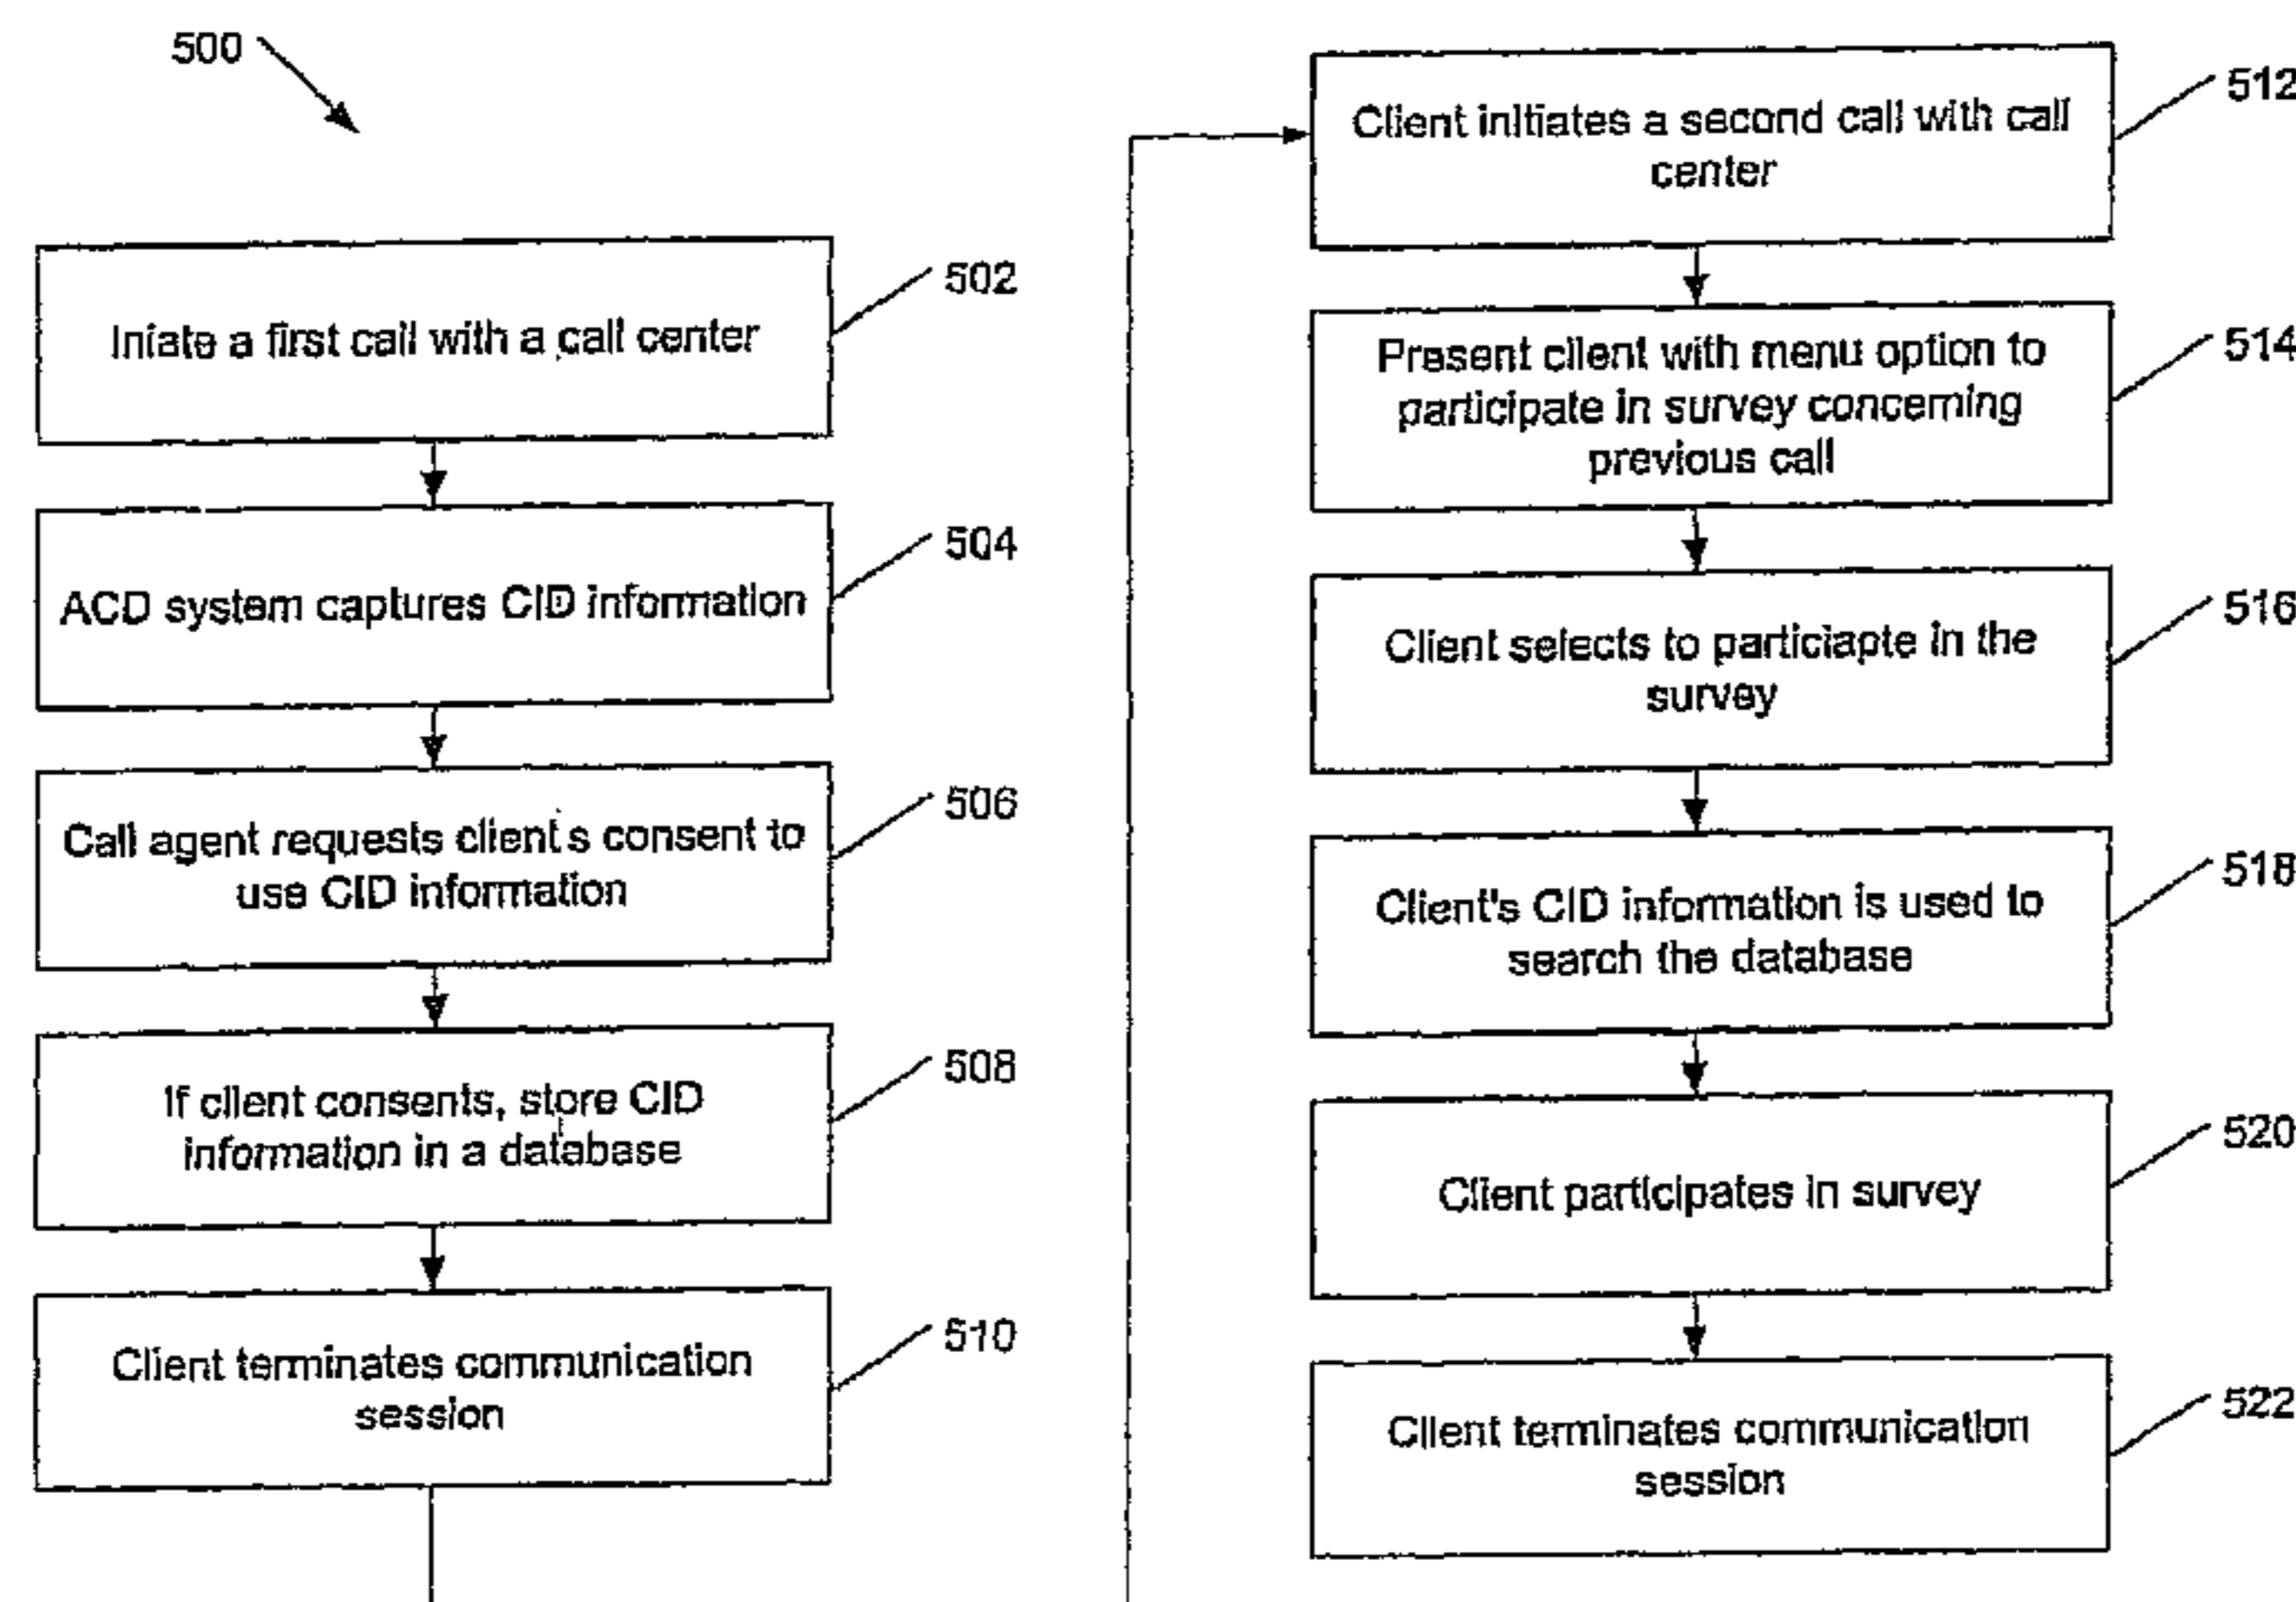 500
Iniate a first call with a call center
502
ACD system captures CID information
504
Call agent requests client's consent to
use CID information
506
If client consents, store CID
information in a database
508
Client terminates communication
session
510
Client initiates a second call with call
center
512
Present client with menu option to
participate in survey concerning
previous call
514
Client selects to particiapte in the
survey
516
Client's CID information is used to
search the database
518
Client participates in survey
520
Client terminates communication
session
522